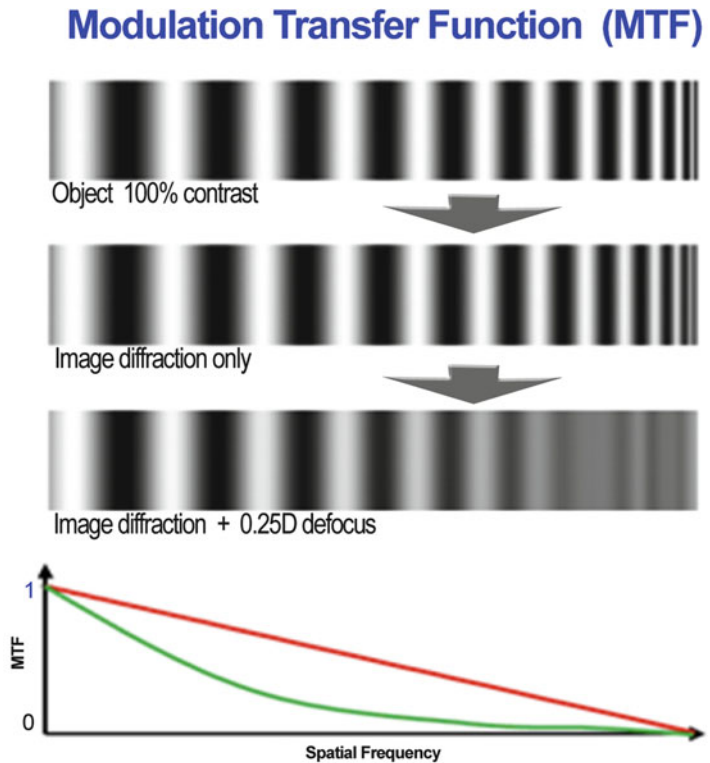 Modulation Transfer Function (MTF)
Object 100% contrast
Image diffraction only
Image diffraction + 0.25D defocus
1
MTF
0
Spatial Frequency